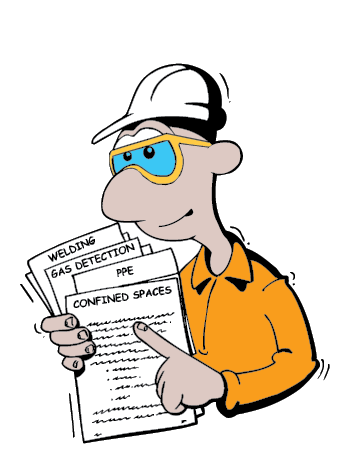 WELDING
GAS DETECTION
PPE
CONFINED SPACES